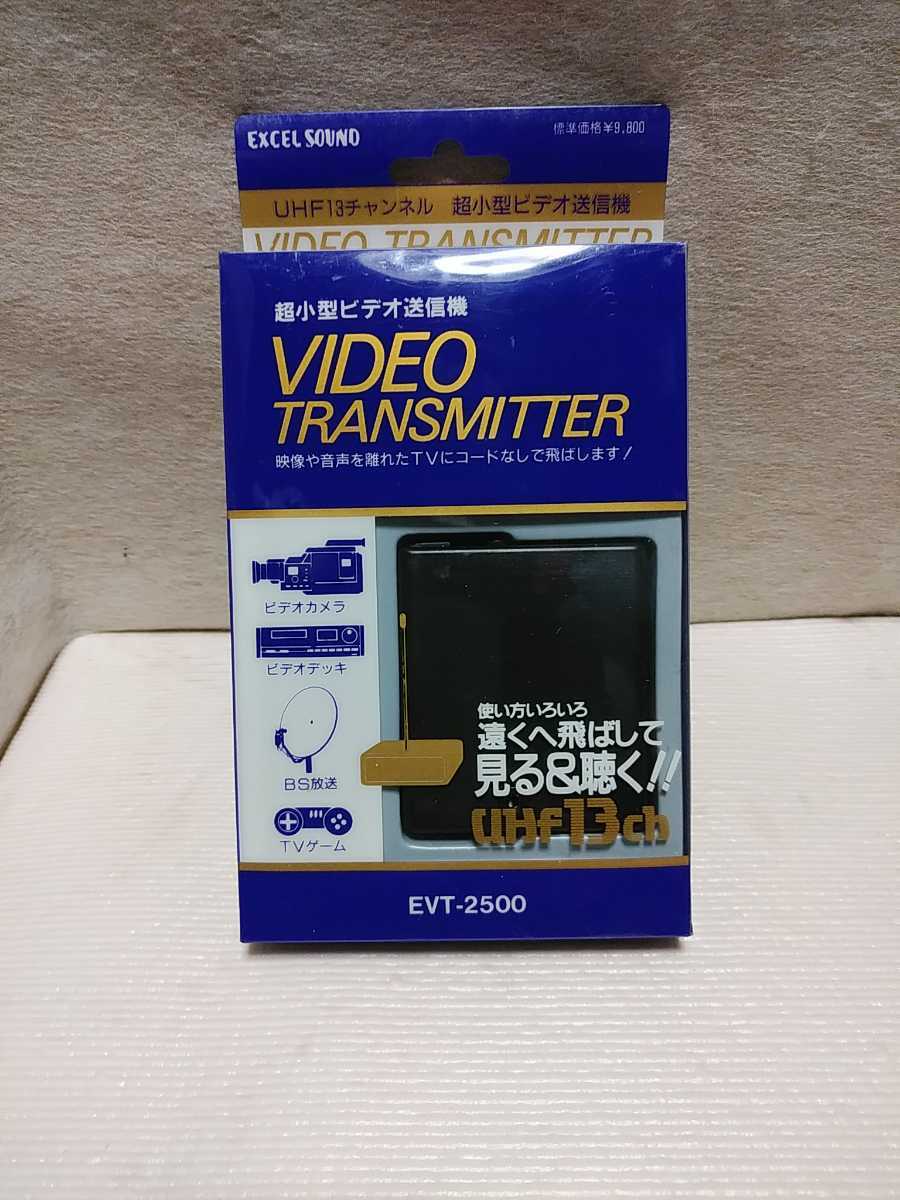 EXCEL SOUND
標準価格¥9,800
UHF13チャンネル 超小型ビデオ送信機
VIDEO TRANSMITTER
超小型ビデオ送信機
VIDEO
TRANSMITTER
映像や音声を離れたTVにコードなしで飛ばします!
ビデオカメラ
ビデオデッキ
BS放送
TVゲーム
使い方いろいろ
遠くへ飛ばして
見る&聴く!!
UHF13ch
EVT-2500